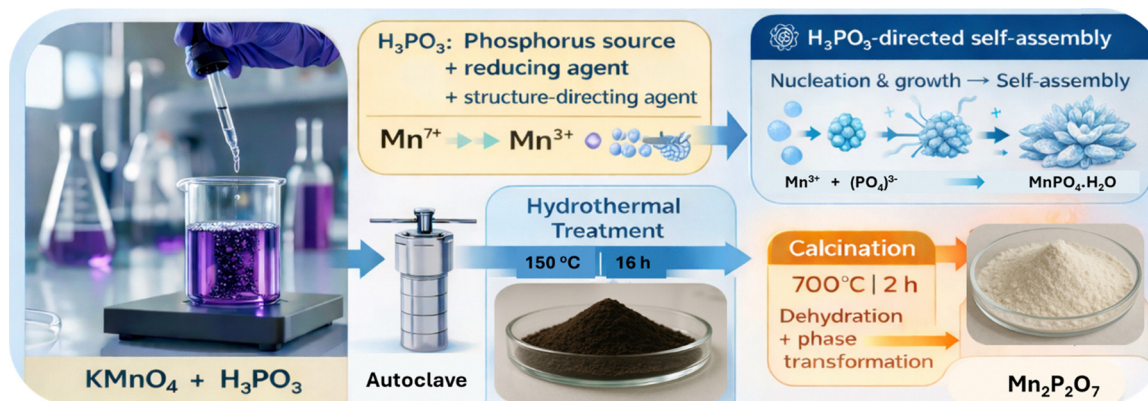 H₃PO₃: Phosphorus source
+ reducing agent
+ structure-directing agent
Mn⁷⁺ Mn³⁺
H₃PO₃-directed self-assembly
Nucleation & growth → Self-assembly
+ +
Mn³⁺ + (PO₄)³⁻ MnPO₄.H₂O
KMnO₄ + H₃PO₃
Autoclave
Hydrothermal
Treatment
150 °C | 16 h
Calcination
700°C | 2 h
Dehydration
+ phase
transformation
Mn₂P₂O₇